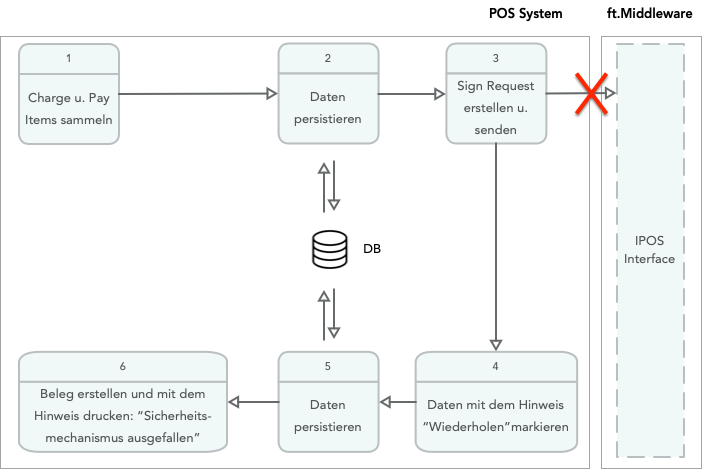 POS System
ft.Middleware
1
Charge u. Pay
Items sammeln
2
Daten
persistieren
3
Sign Request
erstellen u.
senden
IPOS
Interface
DB
6
Beleg erstellen und mit dem
Hinweis drucken: “Sicherheits-
mechanismus ausgefallen”
5
Daten
persistieren
4
Daten mit dem Hinweis
“Wiederholen”markieren